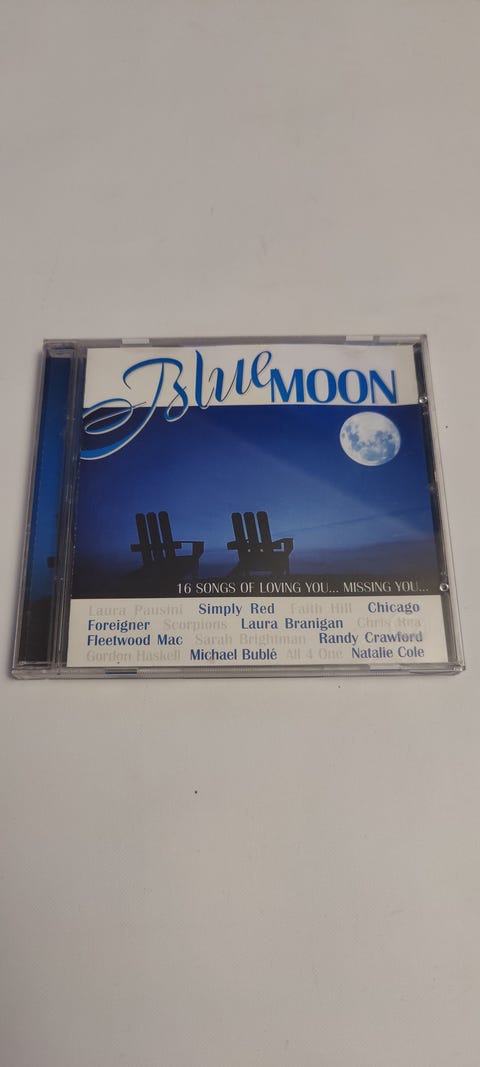 Blue MOON
16 SONGS OF LOVING YOU... MISSING YOU...
Laura Pausini Simply Red Faith Hill Chicago
Foreigner Scorpions Laura Branigan Chris Rea
Fleetwood Mac Sarah Brightman Randy Crawford
Gordon Haskell Michael Bublé All 4 One Natalie Cole